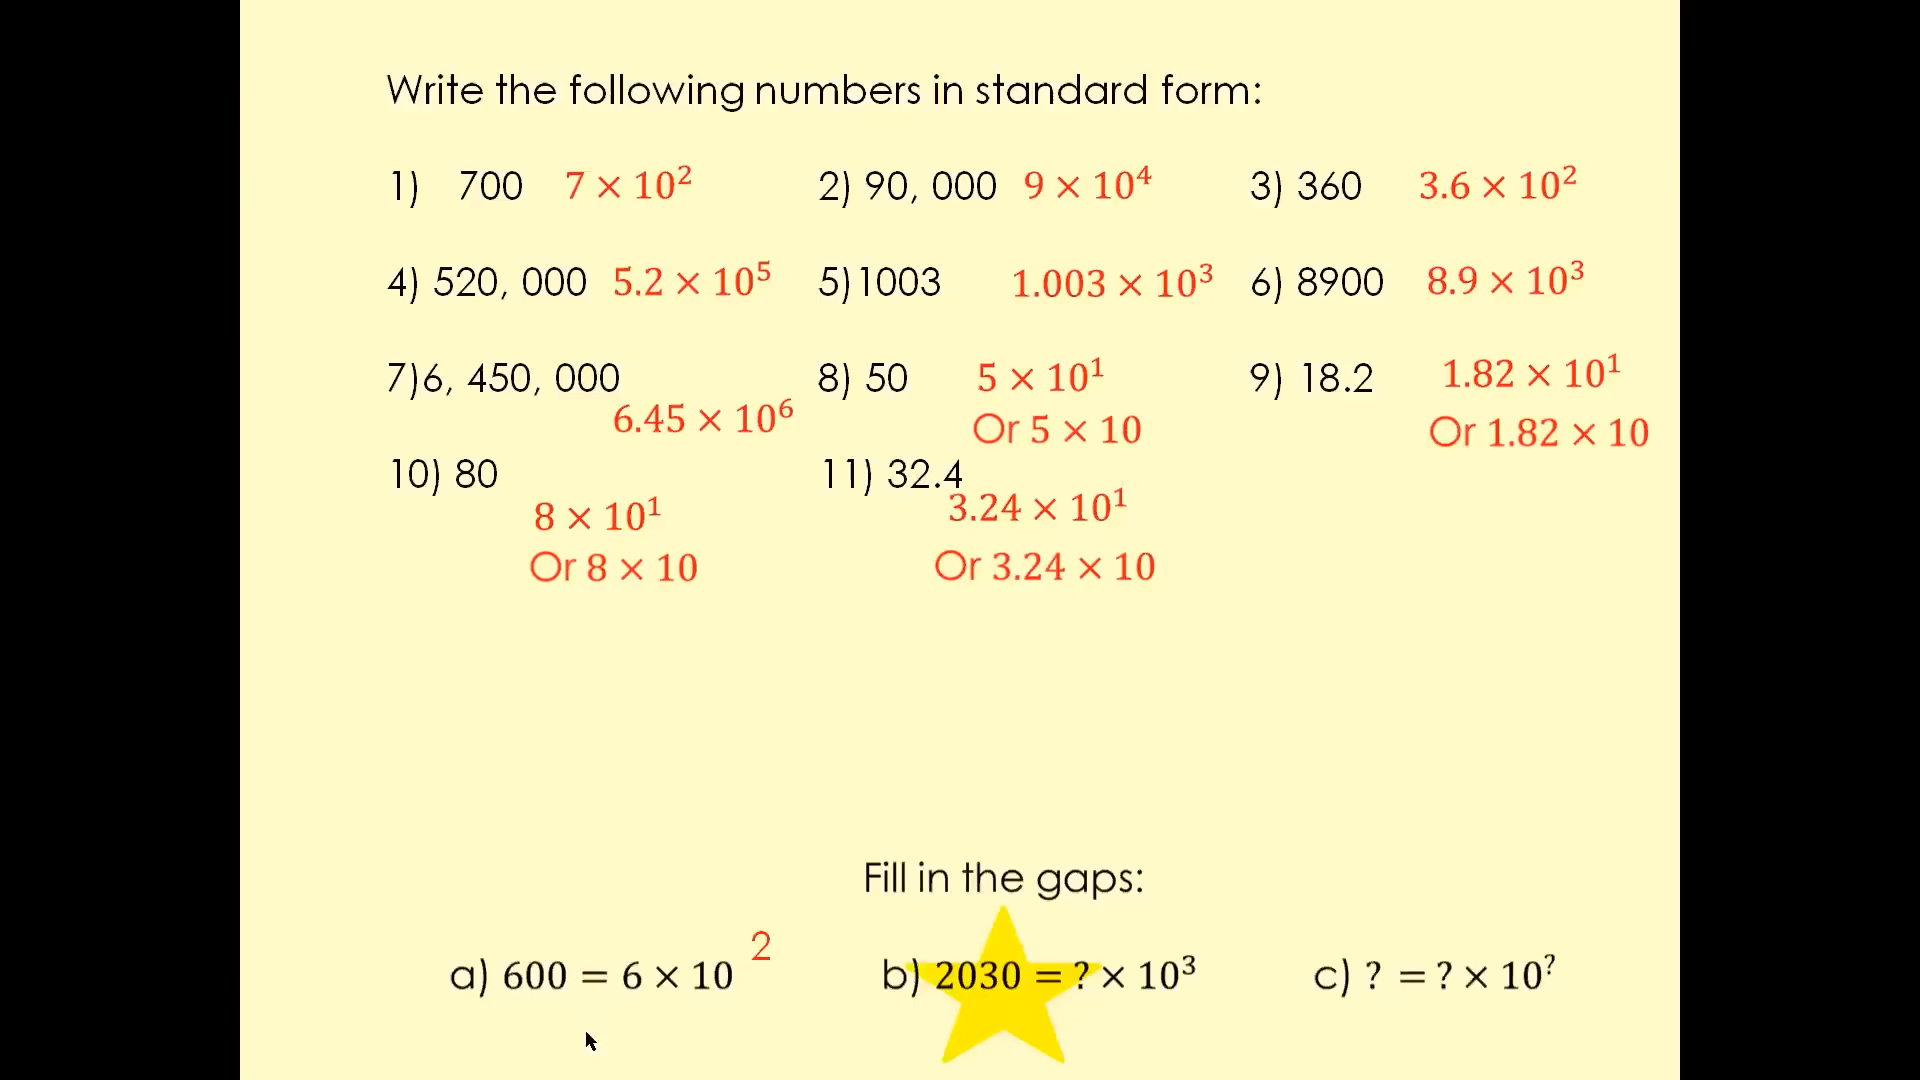 Write the following numbers in standard form:
1) 700 7 × 10² 2) 90, 000 9 × 10⁴ 3) 360 3.6 × 10²
4) 520, 000 5.2 × 10⁵ 5)1003 1.003 × 10³ 6) 8900 8.9 × 10³
7)6, 450, 000 8) 50 5 × 10¹ 9) 18.2 1.82 × 10¹
6.45 × 10⁶ Or 5 × 10 Or 1.82 × 10
10) 80 11) 32.4
8 × 10¹ 3.24 × 10¹
Or 8 × 10 Or 3.24 × 10
Fill in the gaps:
a) 600 = 6 × 10 ² b) 2030 = ? × 10³ c) ? = ? × 10^?